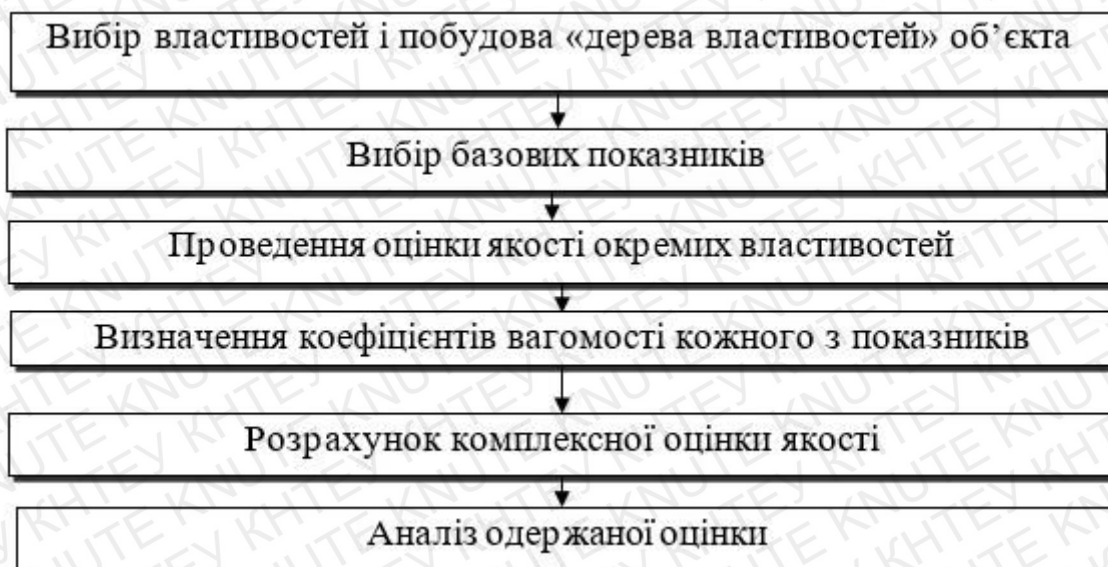 Вибір властивостей і побудова «дерева властивостей» об’єкта
Вибір базових показників
Проведення оцінки якості окремих властивостей
Визначення коефіцієнтів вагомості кожного з показників
Розрахунок комплексної оцінки якості
Аналіз одержаної оцінки